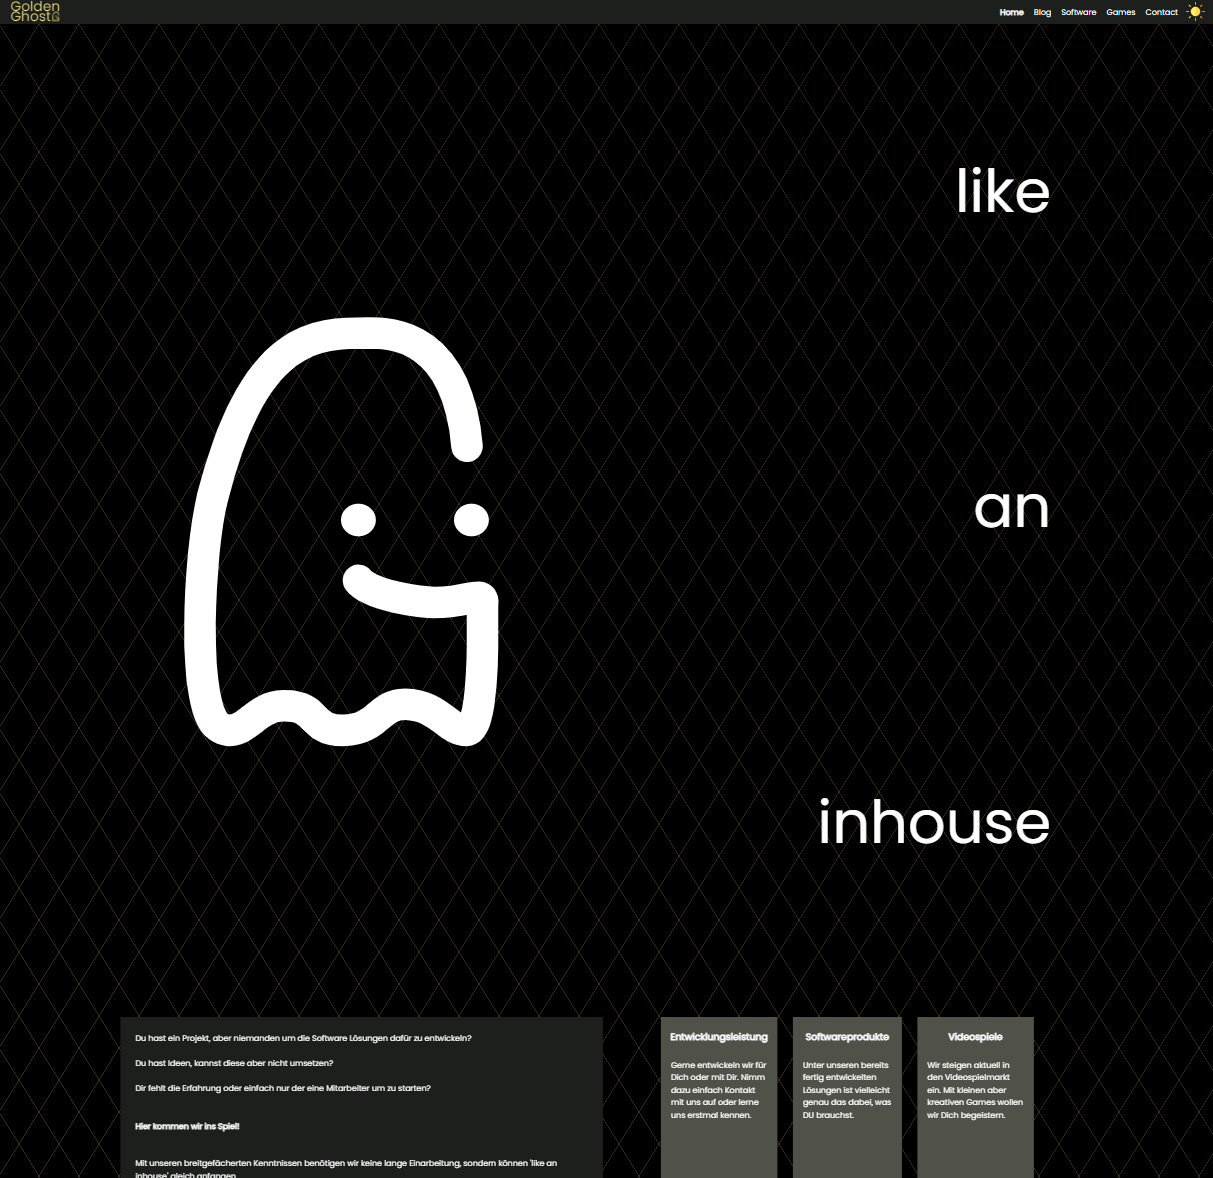 Golden
Ghost
Home Blog Software Games Contact
like
an
inhouse
Du hast ein Projekt, aber niemanden um die Software Lösungen dafür zu entwickeln?
Du hast Ideen, kannst diese aber nicht umsetzen?
Dir fehlt die Erfahrung oder einfach nur der eine Mitarbeiter um zu starten?
Hier kommen wir ins Spiel!
Mit unseren breitgefächerten Kenntnissen benötigen wir keine lange Einarbeitung, sondern können 'like an
inhouse' gleich anfangen
Entwicklungsleistung
Gerne entwickeln wir für
Dich oder mit Dir. Nimm
dazu einfach Kontakt
mit uns auf oder lerne
uns erstmal kennen.
Softwareprodukte
Unter unseren bereits
fertig entwickelten
Lösungen ist vielleicht
genau das dabei, was
DU brauchst.
Videospiele
Wir steigen aktuell in
den Videospielmarkt
ein. Mit kleinen aber
kreativen Games wollen
wir Dich begeistern.